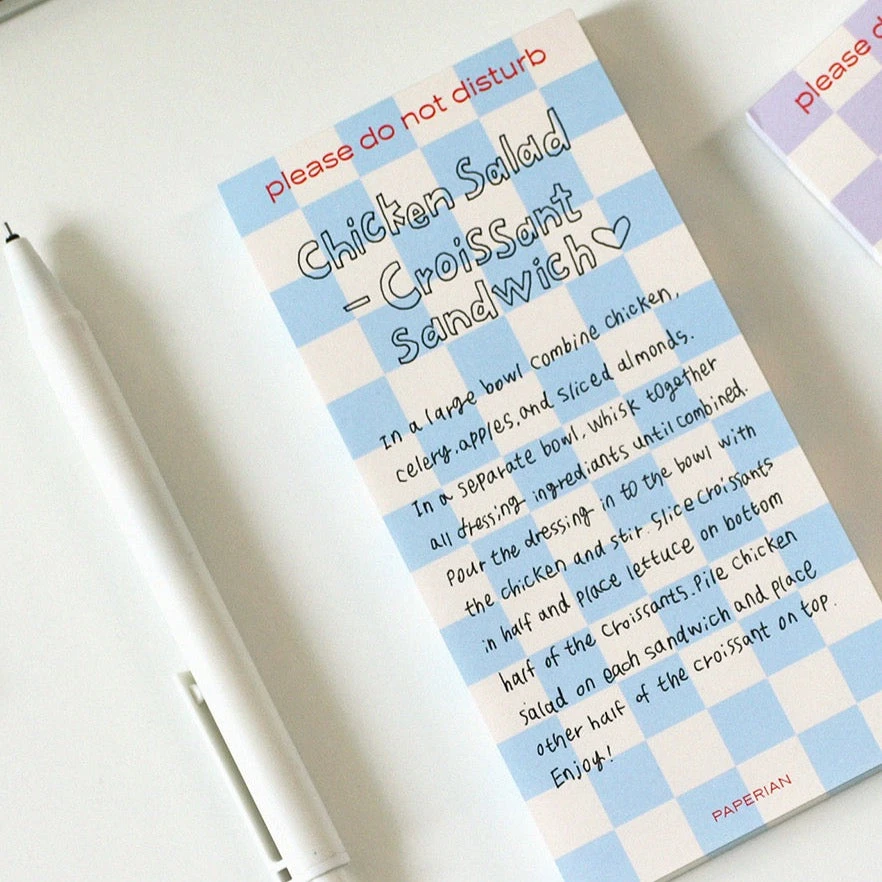 please do not disturb
Chicken Salad
- Croissant
Sandwich♡
In a large bowl combine chicken,
celery, apples, and sliced almonds.
In a separate bowl, whisk together
all dressing ingrediants until combined.
Pour the dressing in to the bowl with
the chicken and stir. Slice Croissants
in half and place lettuce on bottom
half of the Croissants. Pile Chicken
salad on each sandwich and place
other half of the croissant on top.
Enjoy!
PAPERIAN
please d